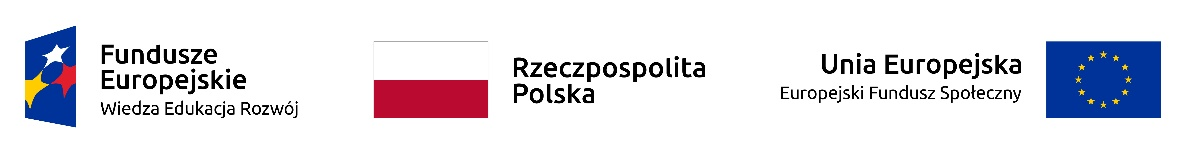 Fundusze
Europejskie
Wiedza Edukacja Rozwój
Rzeczpospolita
Polska
Unia Europejska
Europejski Fundusz Społeczny